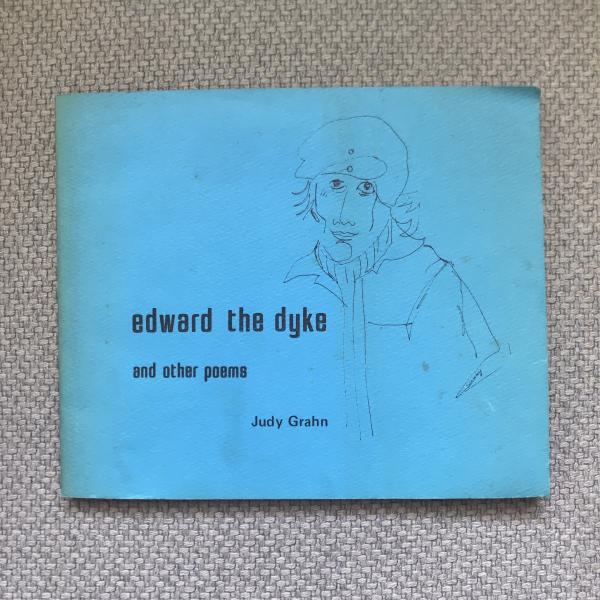 edward the dyke
and other poems
Judy Grahn